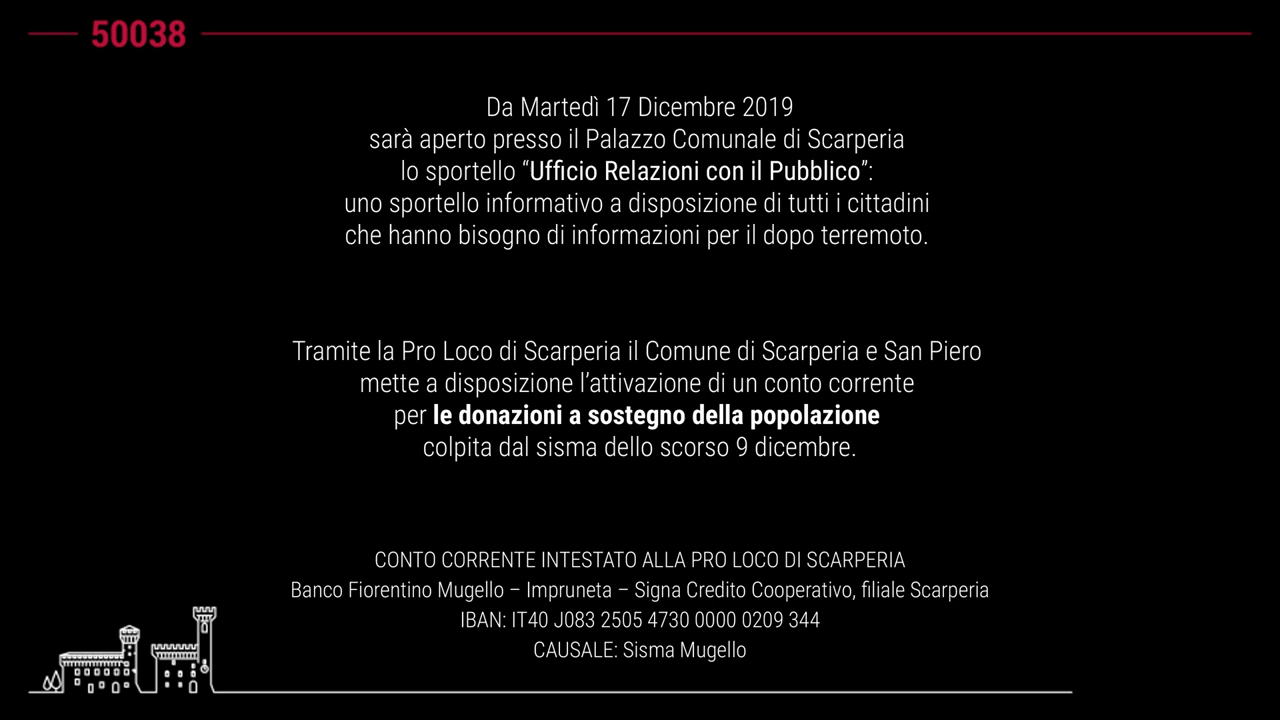 50038
Da Martedì 17 Dicembre 2019
sarà aperto presso il Palazzo Comunale di Scarperia
lo sportello “Ufficio Relazioni con il Pubblico”:
uno sportello informativo a disposizione di tutti i cittadini
che hanno bisogno di informazioni per il dopo terremoto.
Tramite la Pro Loco di Scarperia il Comune di Scarperia e San Piero
mette a disposizione l’attivazione di un conto corrente
per le donazioni a sostegno della popolazione
colpita dal sisma dello scorso 9 dicembre.
CONTO CORRENTE INTESTATO ALLA PRO LOCO DI SCARPERIA
Banco Fiorentino Mugello – Impruneta – Signa Credito Cooperativo, filiale Scarperia
IBAN: IT40 J083 2505 4730 0000 0209 344
CAUSALE: Sisma Mugello